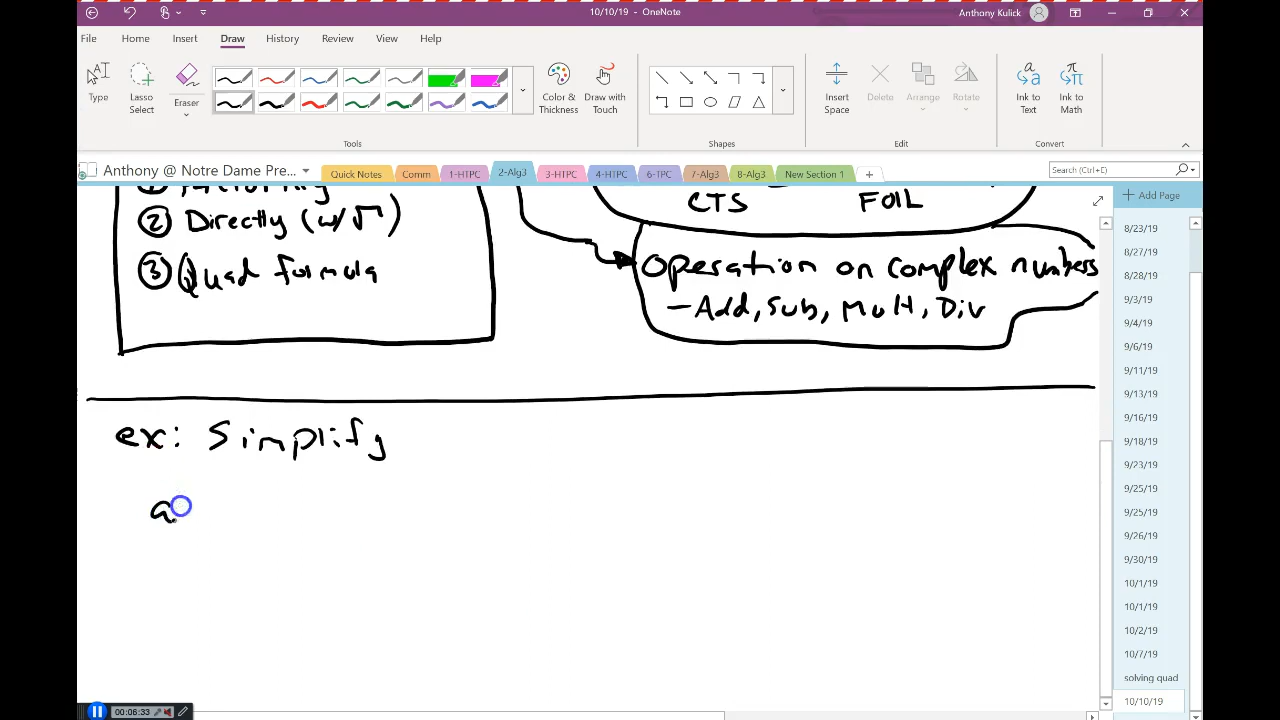 10/10/19 - OneNote
Anthony Kulick
File Home Insert Draw History Review View Help
Type
Lasso Select
Eraser
Color & Thickness
Draw with Touch
Insert Space
Delete
Arrange
Rotate
Ink to Text
Ink to Math
Tools
Shapes
Edit
Convert
Anthony @ Notre Dame Pre...
Quick Notes Comm 1-HTPC 2-Alg3 3-HTPC 4-HTPC 6-TPC 7-Alg3 8-Alg3 New Section 1
Search (Ctrl+E)
Add Page
8/23/19
8/27/19
8/28/19
9/3/19
9/4/19
9/6/19
9/11/19
9/13/19
9/16/19
9/18/19
9/23/19
9/25/19
9/25/19
9/26/19
9/30/19
10/1/19
10/1/19
10/2/19
10/7/19
solving quad
10/10/19
② Directly (w/√)
③ Quad formula
CTS FOIL
Operation on complex numbers
- Add, Sub, Mult, Div
ex: Simplify
a
00:06:33